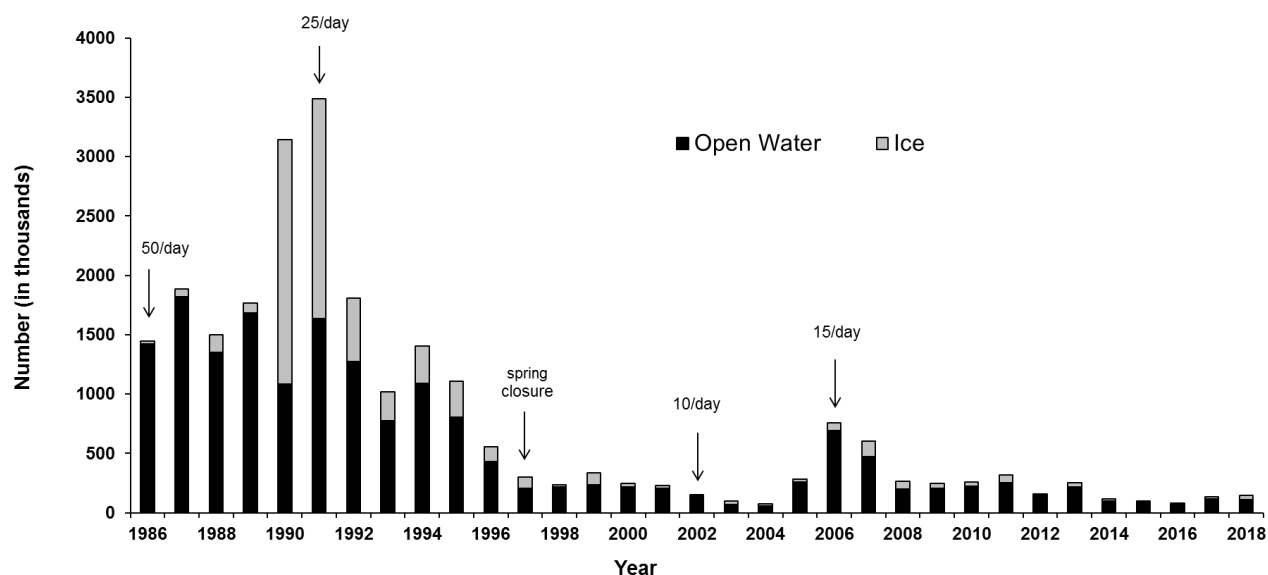 25/day
4000
3500
Open Water
Ice
3000
2500
50/day
2000
15/day
1500
spring
closure
10/day
1000
500
0
1986 1988 1990 1992 1994 1996 1998 2000 2002 2004 2006 2008 2010 2012 2014 2016 2018
Year
Number (in thousands)